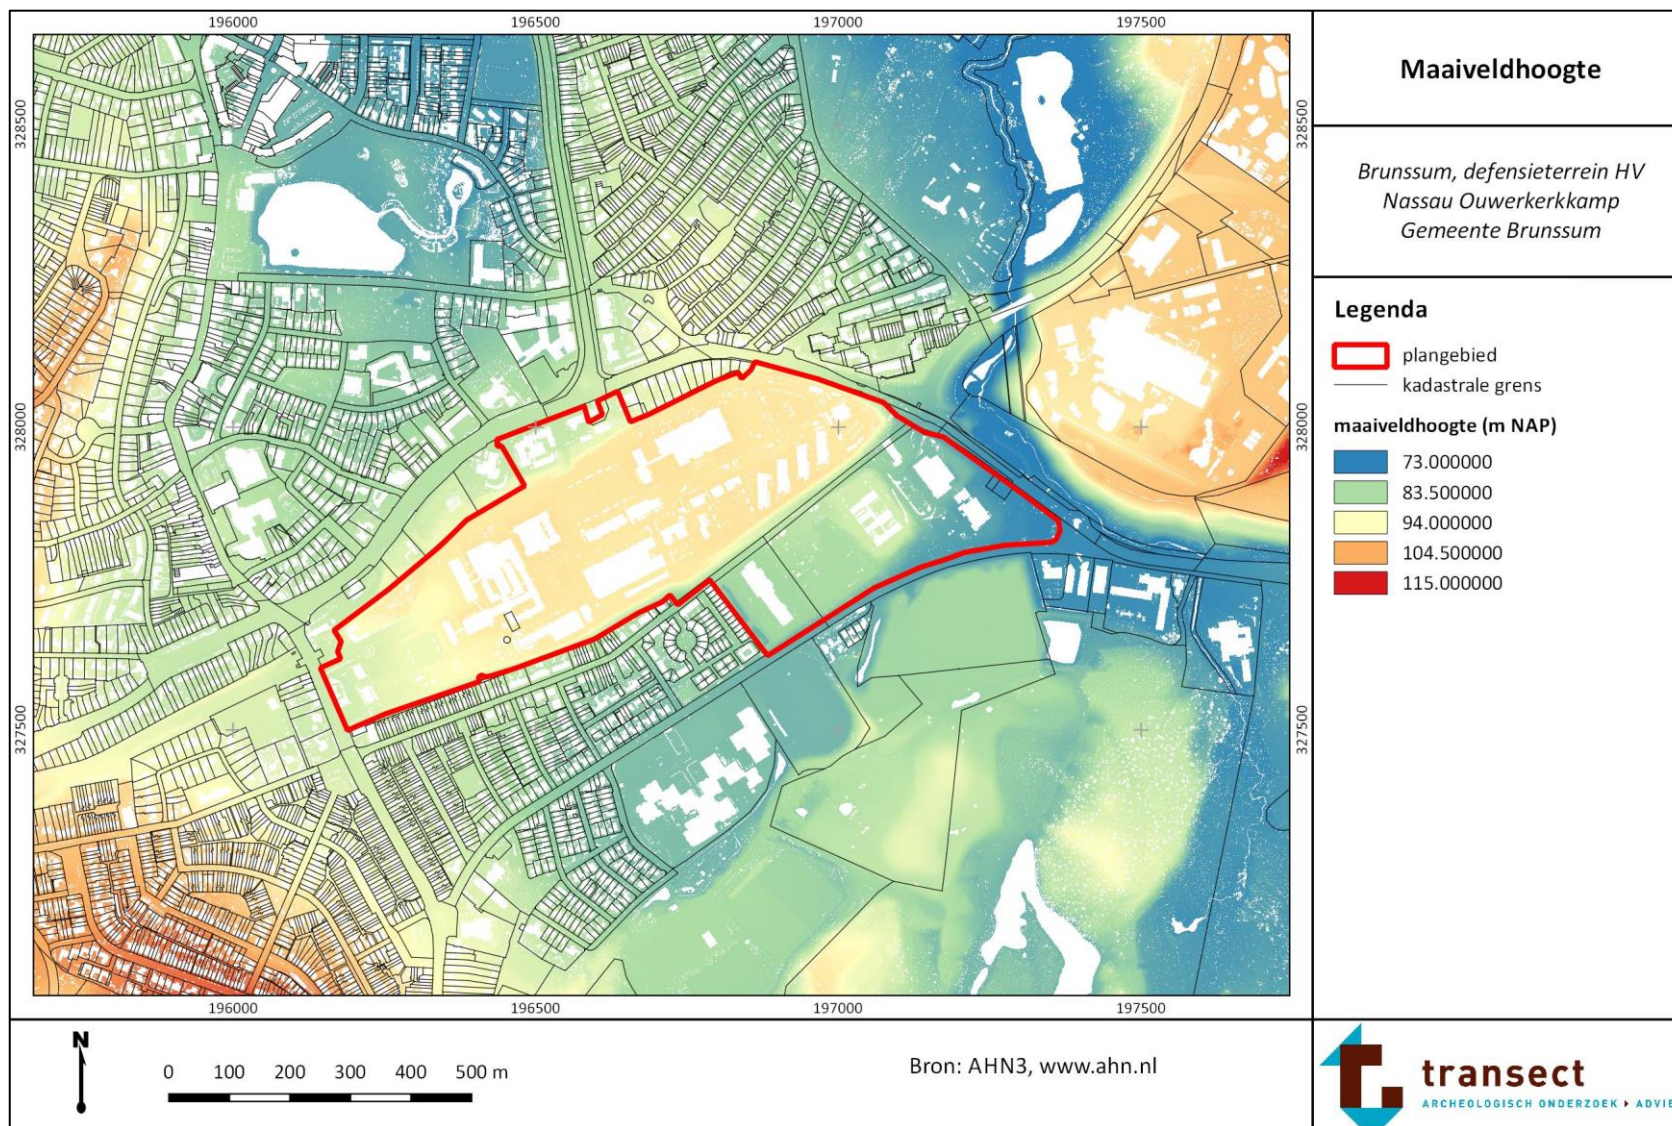 196000 196500 197000 197500
328500 328500
328000 328000
327500 327500
196000 196500 197000 197500
Maaiveldhoogte
Brunssum, defensieterrein HV
Nassau Ouwerkerkkamp
Gemeente Brunssum
Legenda
plangebied
kadastrale grens
maaiveldhoogte (m NAP)
73.000000
83.500000
94.000000
104.500000
115.000000
N
0 100 200 300 400 500 m
Bron: AHN3, www.ahn.nl
transect
ARCHEOLOGISCH ONDERZOEK ▸ ADVIE